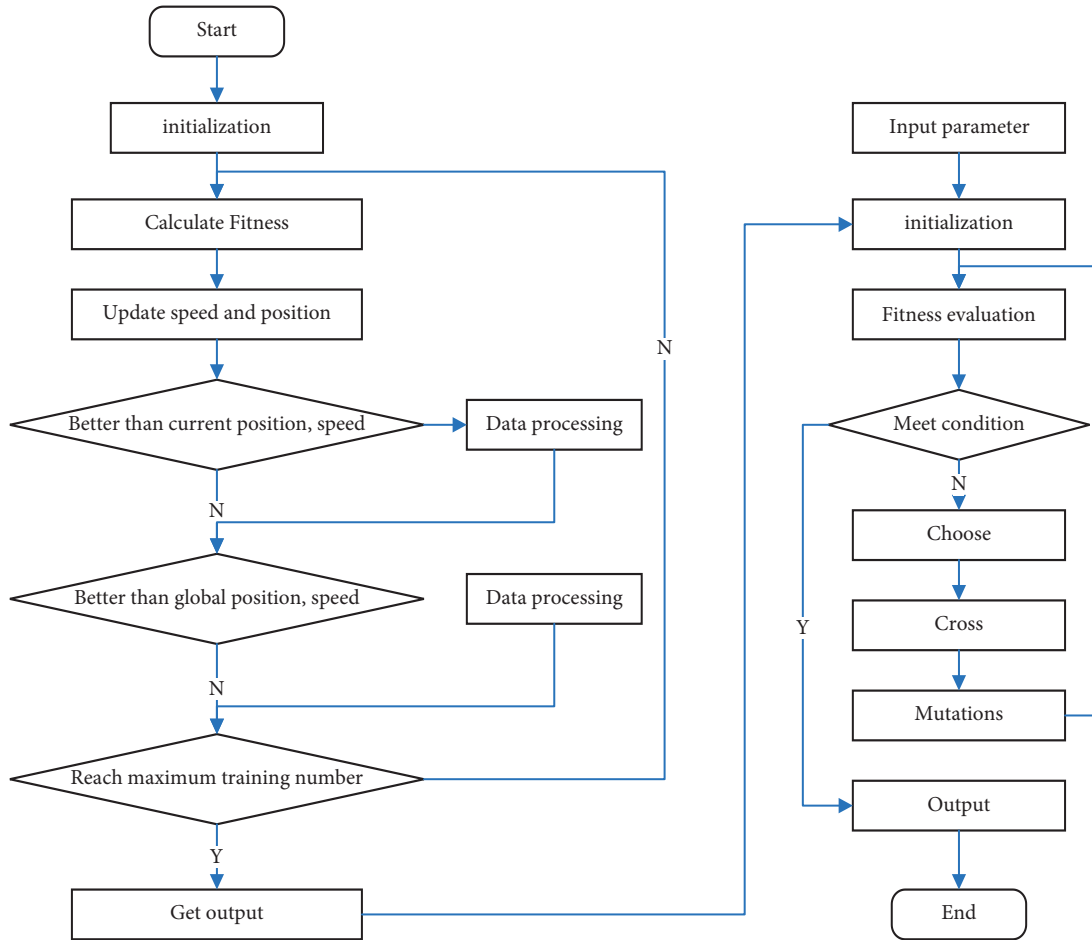 Start
initialization
Calculate Fitness
Update speed and position
Better than current position, speed
Data processing
N
Better than global position, speed
Data processing
N
Reach maximum training number
N
Y
Get output
Input parameter
initialization
Fitness evaluation
Meet condition
N
Choose
Cross
Y
Mutations
Output
End